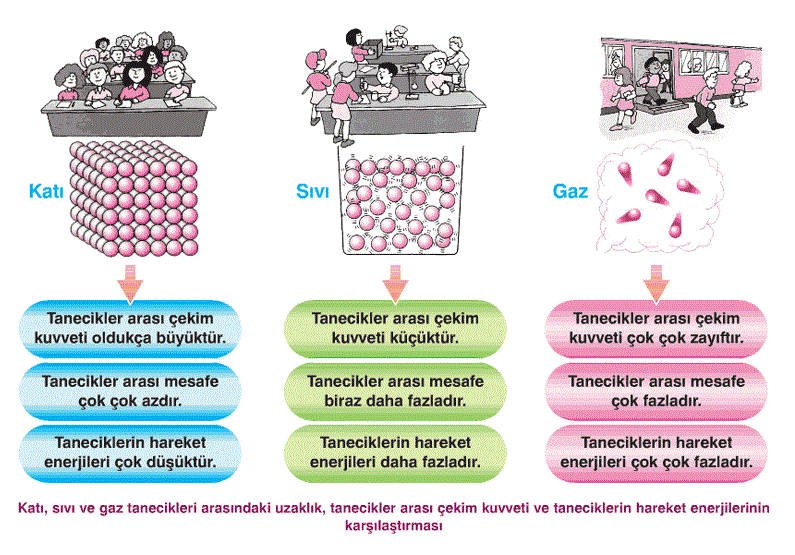 Katı
Sıvı
Gaz
Tanecikler arası çekim
kuvveti oldukça büyüktür.
Tanecikler arası mesafe
çok çok azdır.
Taneciklerin hareket
enerjileri çok düşüktür.
Tanecikler arası çekim
kuvveti küçüktür.
Tanecikler arası mesafe
biraz daha fazladır.
Taneciklerin hareket
enerjileri daha fazladır.
Tanecikler arası çekim
kuvveti çok çok zayıftır.
Tanecikler arası mesafe
çok fazladır.
Taneciklerin hareket
enerjileri çok çok fazladır.
Katı, sıvı ve gaz tanecikleri arasındaki uzaklık, tanecikler arası çekim kuvveti ve taneciklerin hareket enerjilerinin
karşılaştırması